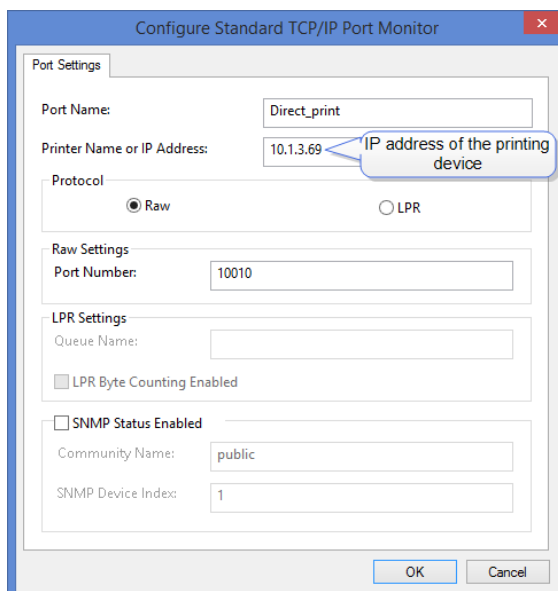 Configure Standard TCP/IP Port Monitor
Port Settings
Port Name:
Direct_print
Printer Name or IP Address:
10.1.3.69
IP address of the printing
device
Protocol
Raw
LPR
Raw Settings
Port Number:
10010
LPR Settings
Queue Name:
LPR Byte Counting Enabled
SNMP Status Enabled
Community Name:
public
SNMP Device Index:
1
OK
Cancel